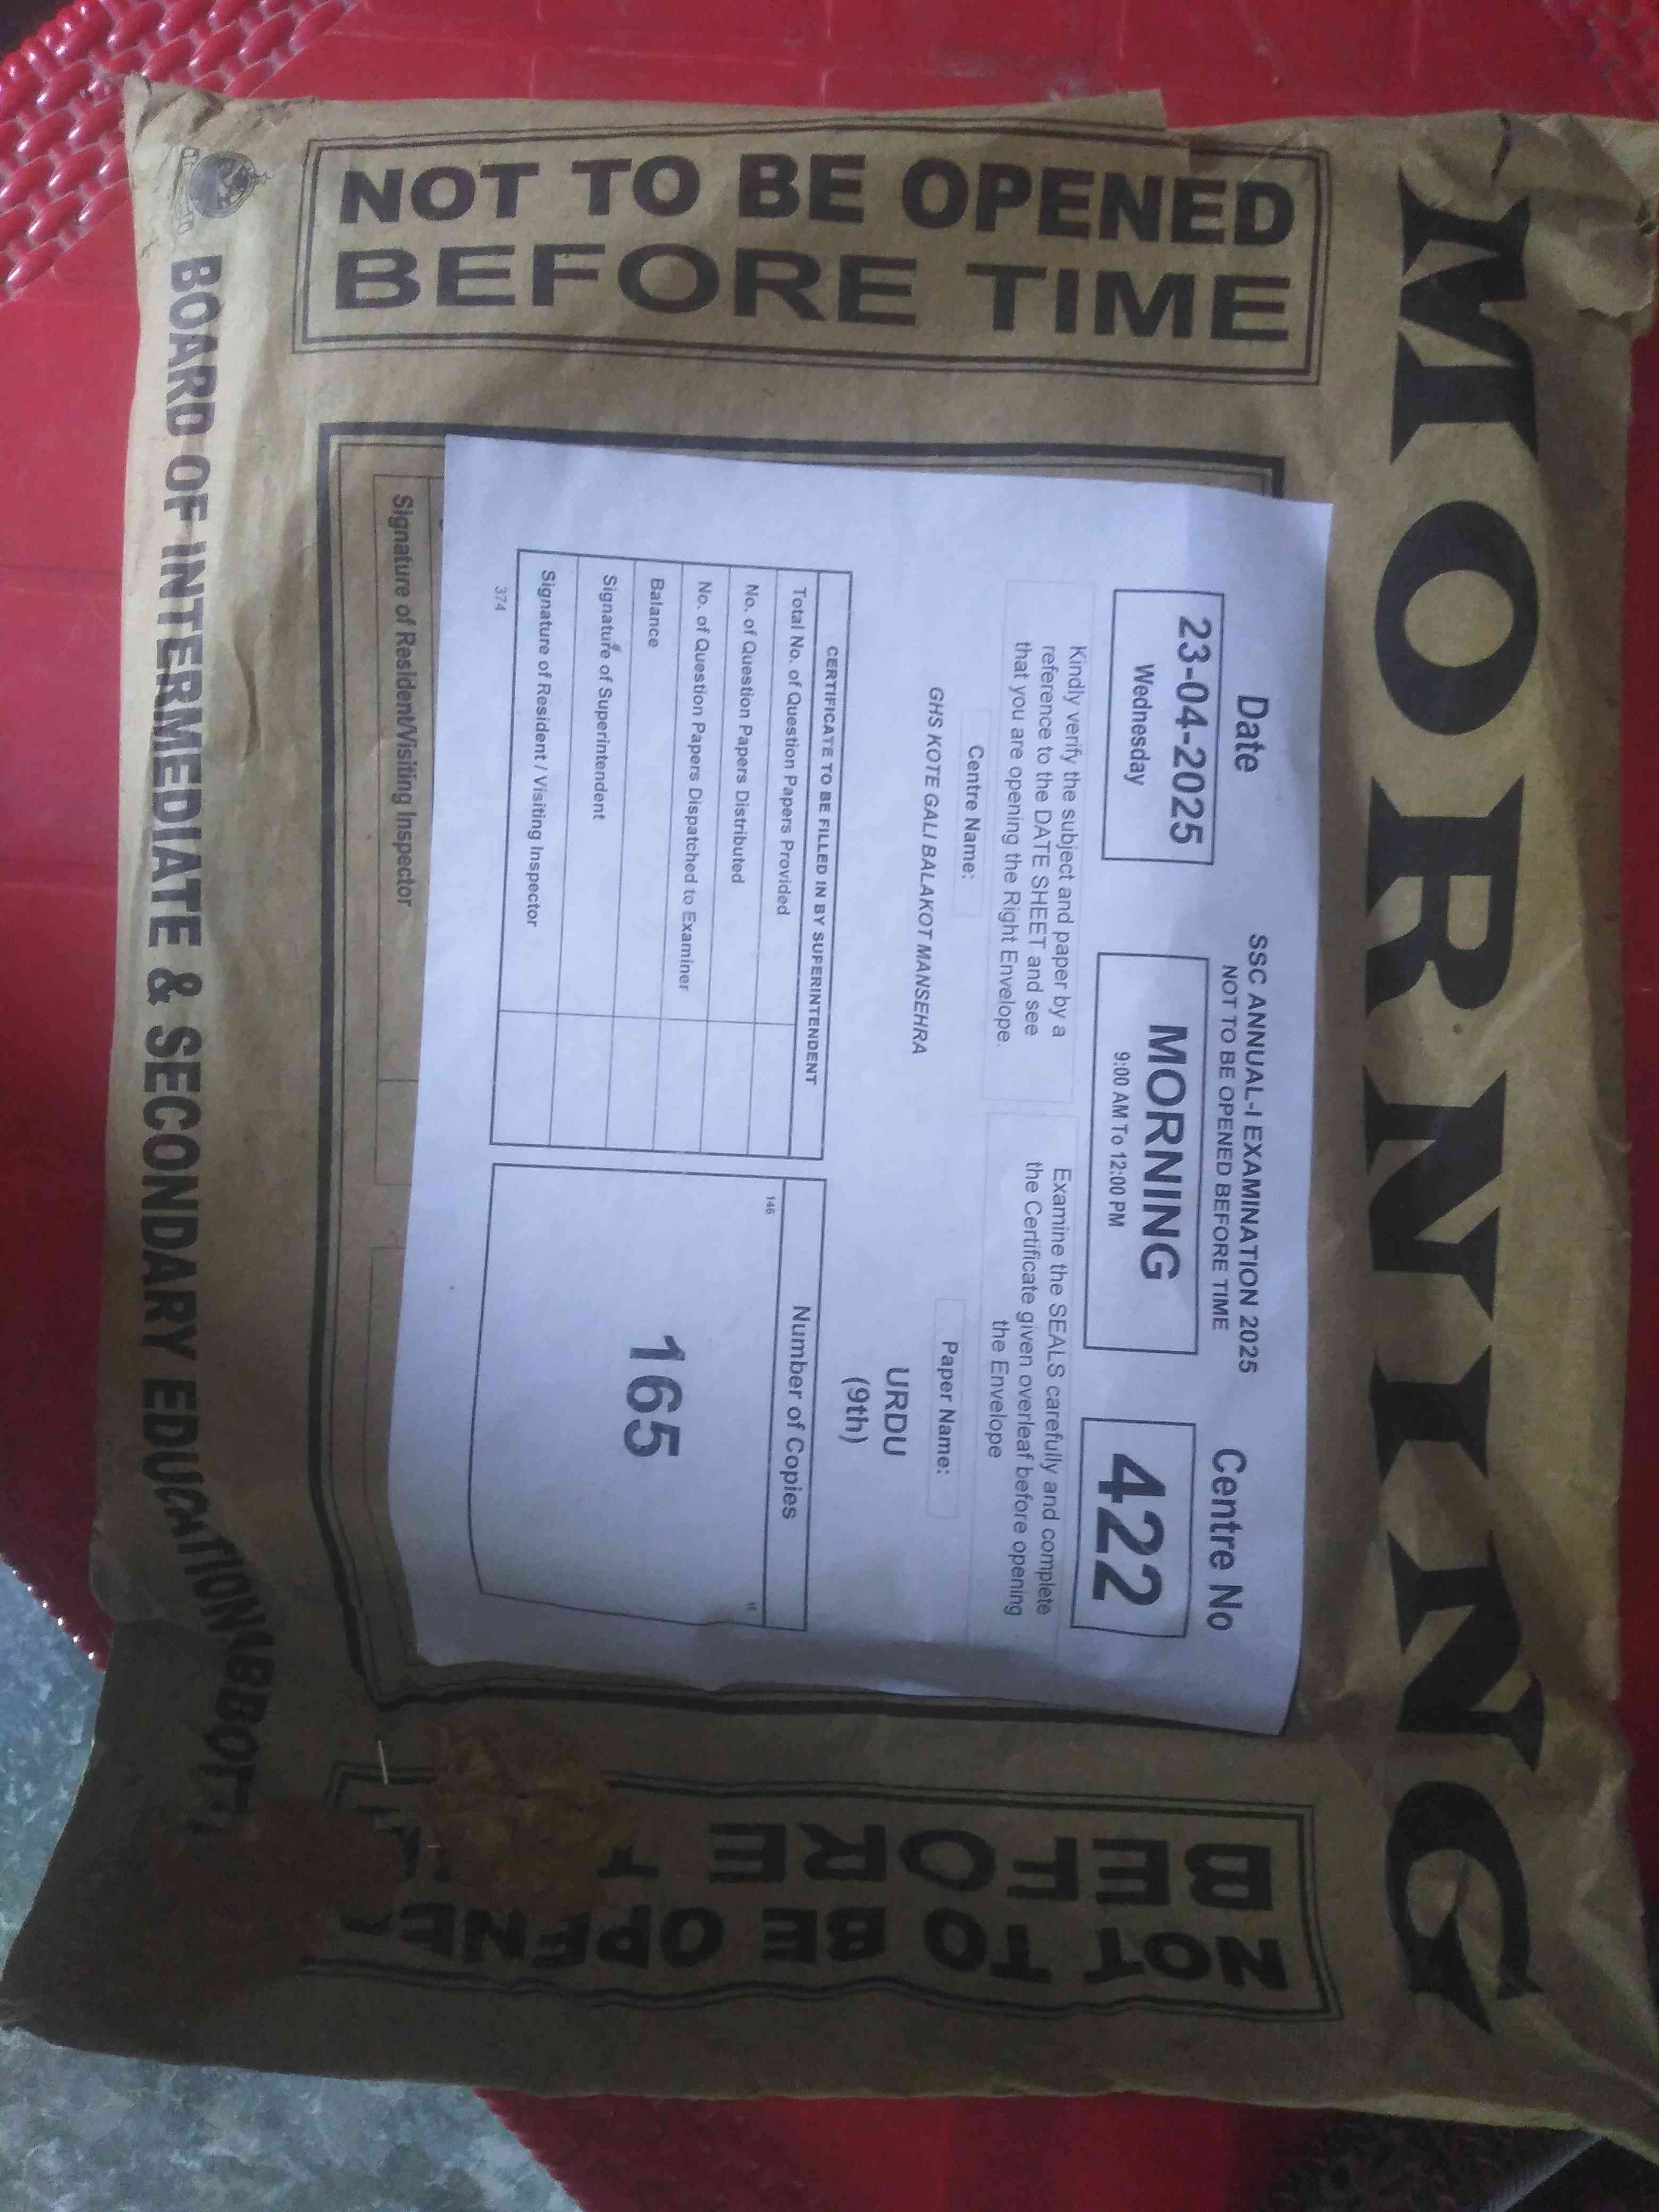 MORNING
NOT TO BE OPENED
BEFORE TIME
Date
23-04-2025
Wednesday
SSC ANNUAL-I EXAMINATION 2025
NOT TO BE OPENED BEFORE TIME
MORNING
9:00 AM To 12:00 PM
Centre No
422
Kindly verify the subject and paper by a
reference to the DATE SHEET and see
that you are opening the Right Envelope.
Examine the SEALS carefully and complete
the Certificate given overleaf before opening
the Envelope
Centre Name:
GHS KOTE GALI BALAKOT MANSEHRA
Paper Name:
URDU
(9th)
CERTIFICATE TO BE FILLED IN BY SUPERINTENDENT
Total No. of Question Papers Provided
No. of Question Papers Distributed
No. of Question Papers Dispatched to Examiner
Balance
Signature of Superintendent
Signature of Resident / Visiting Inspector
374
Number of Copies
146
165
Signature of Resident/Visiting Inspector
BOARD OF INTERMEDIATE & SECONDARY EDUCATION
NOT TO BE
BEFORE